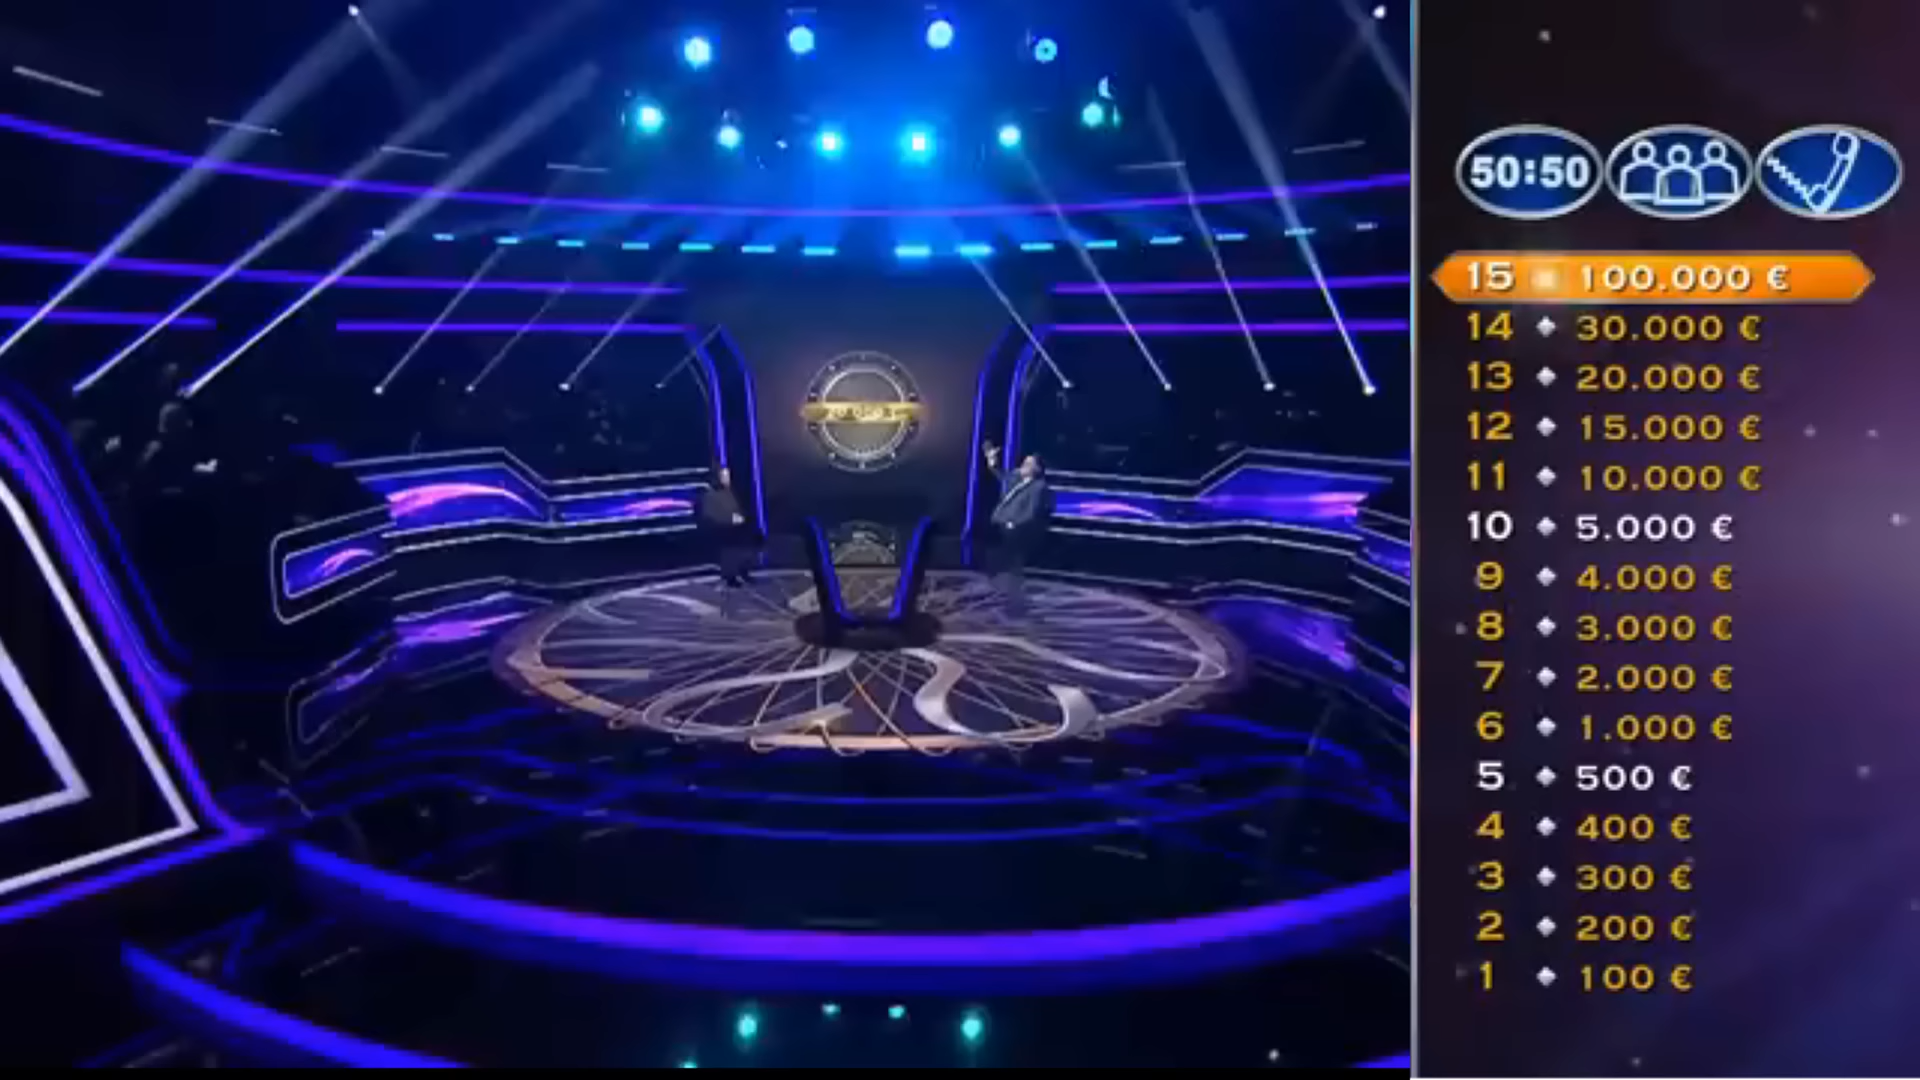 50:50
15 100.000 €
14 30.000 €
13 20.000 €
12 15.000 €
11 10.000 €
10 5.000 €
9 4.000 €
8 3.000 €
7 2.000 €
6 1.000 €
5 500 €
4 400 €
3 300 €
2 200 €
1 100 €